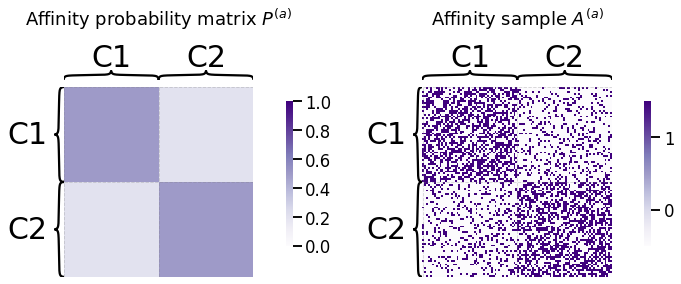 Affinity probability matrix P^(a)
C1 C2
C1
C2
1.0
0.8
0.6
0.4
0.2
0.0
Affinity sample A^(a)
C1 C2
C1
C2
1
0